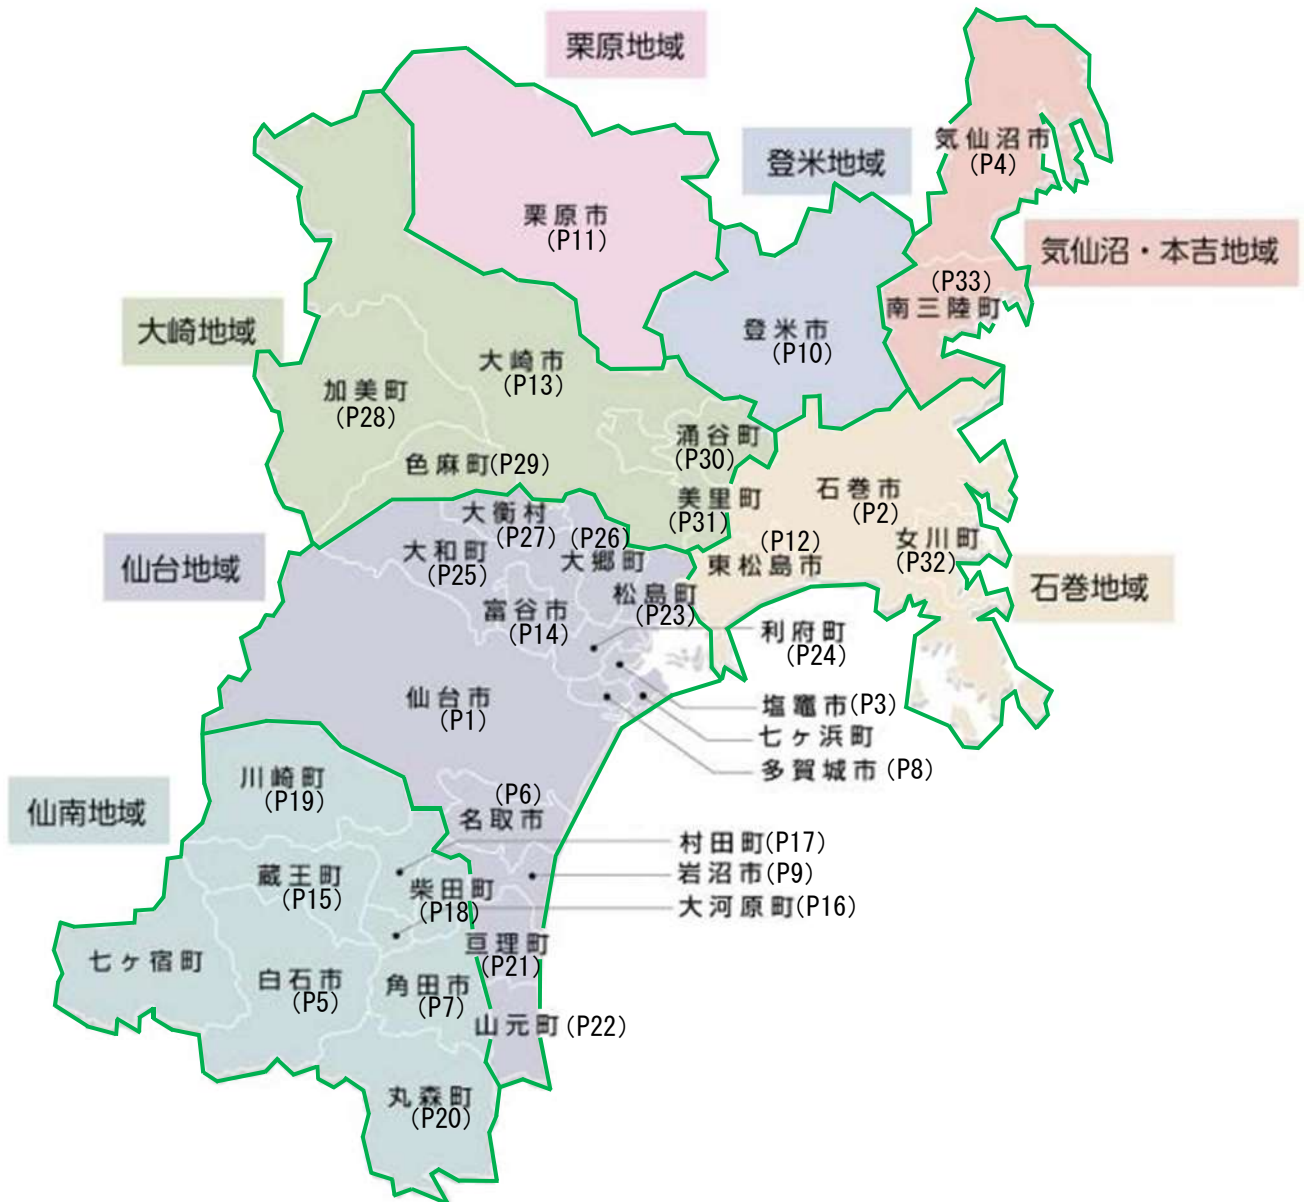 栗原地域
気仙沼市
(P4)
登米地域
栗原市
(P11)
気仙沼・本吉地域
(P33)
南三陸町
大崎地域
登米市
(P10)
大崎市
(P13)
加美町
(P28)
涌谷町
(P30)
色麻町(P29)
石巻市
(P2)
美里町
(P31)
大衡村
(P27)
(P26)
大郷町
(P12)
東松島市
女川町
(P32)
仙台地域
大和町
(P25)
石巻地域
松島町
(P23)
富谷市
(P14)
利府町
(P24)
仙台市
(P1)
塩竈市(P3)
七ヶ浜町
多賀城市(P8)
川崎町
(P19)
仙南地域
(P6)
名取市
村田町(P17)
蔵王町
(P15)
岩沼市(P9)
柴田町
(P18)
大河原町(P16)
亘理町
(P21)
七ヶ宿町
白石市
(P5)
角田市
(P7)
山元町(P22)
丸森町
(P20)